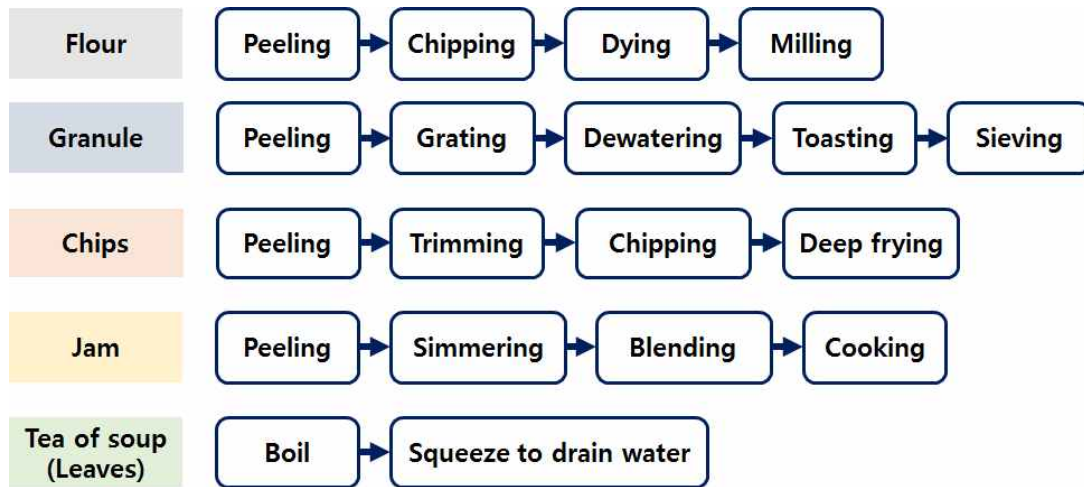 Flour Peeling Chipping Dying Milling
Granule Peeling Grating Dewatering Toasting Sieving
Chips Peeling Trimming Chipping Deep frying
Jam Peeling Simmering Blending Cooking
Tea of soup
(Leaves)
Boil Squeeze to drain water